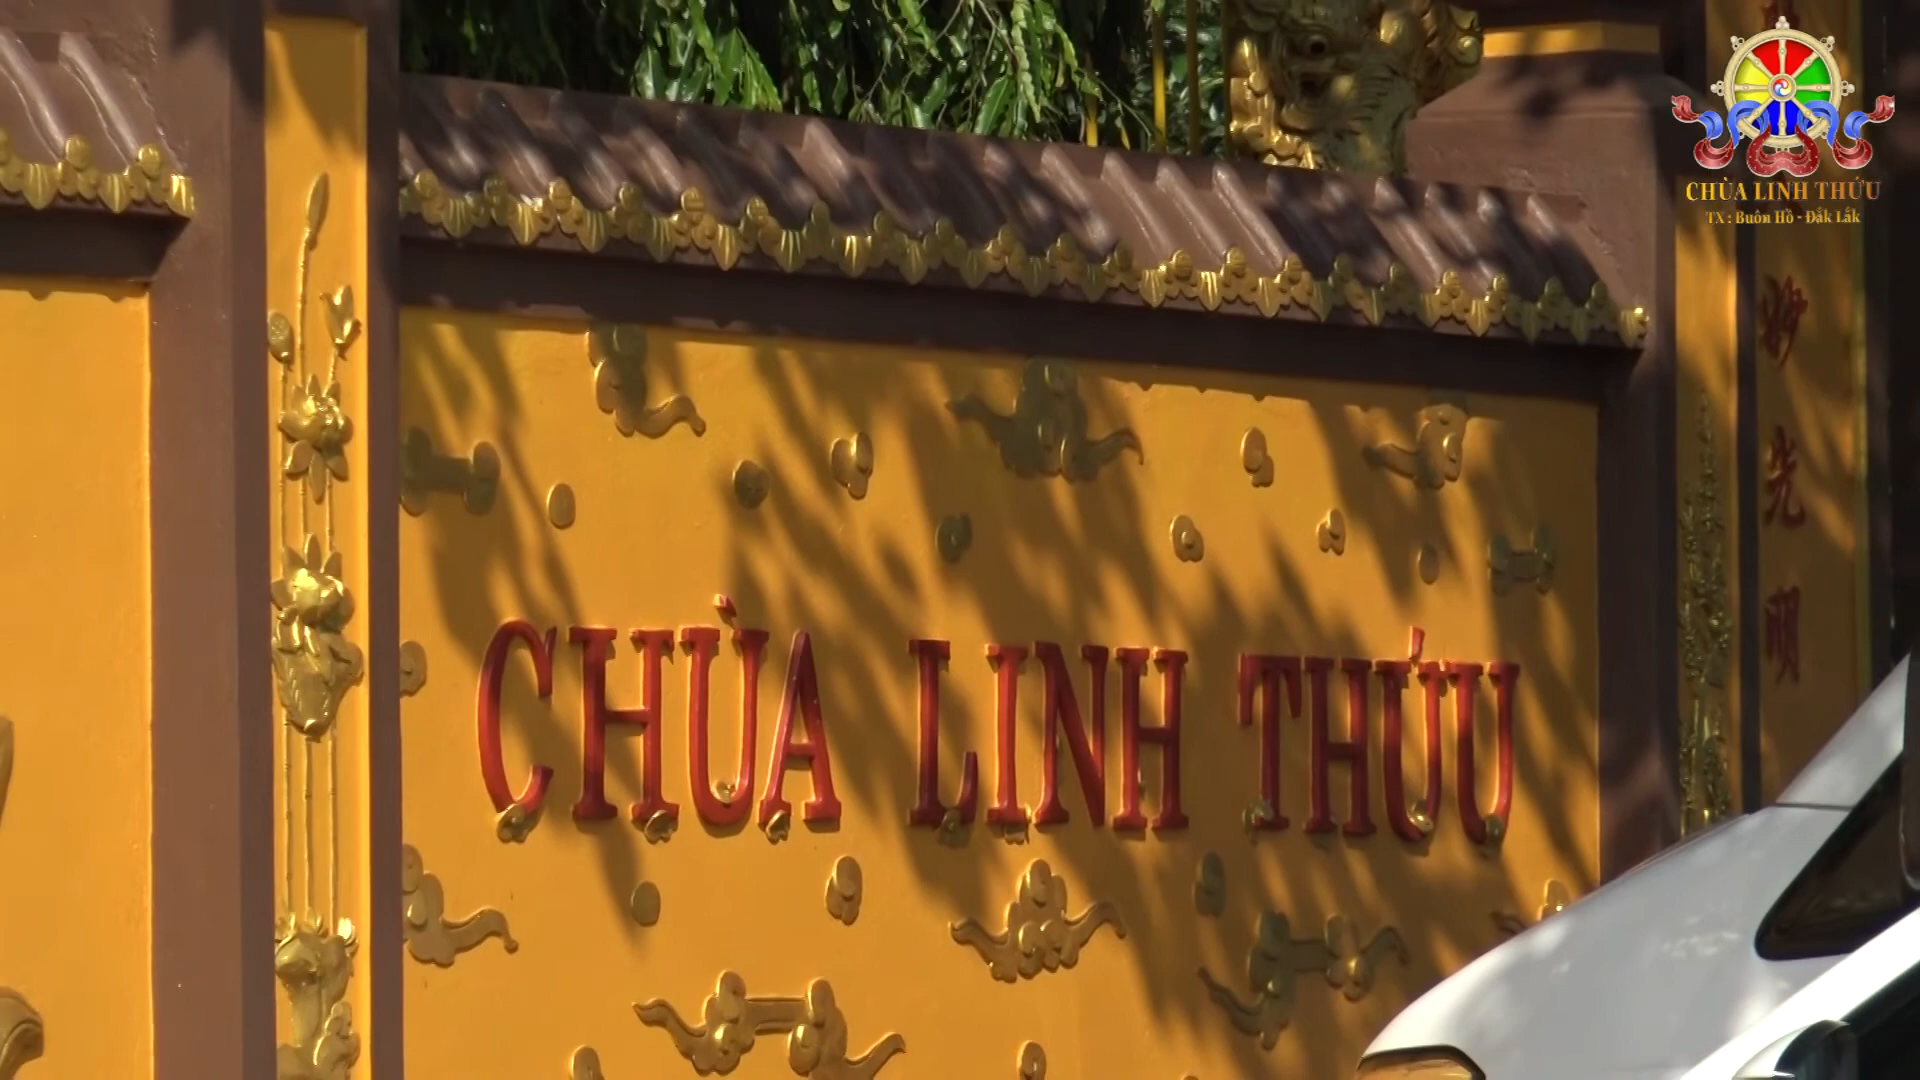 CHÙA LINH THỨU
CHÙA LINH THỨU
TX : Buôn Hồ - Đắk Lắk
妙
光
明